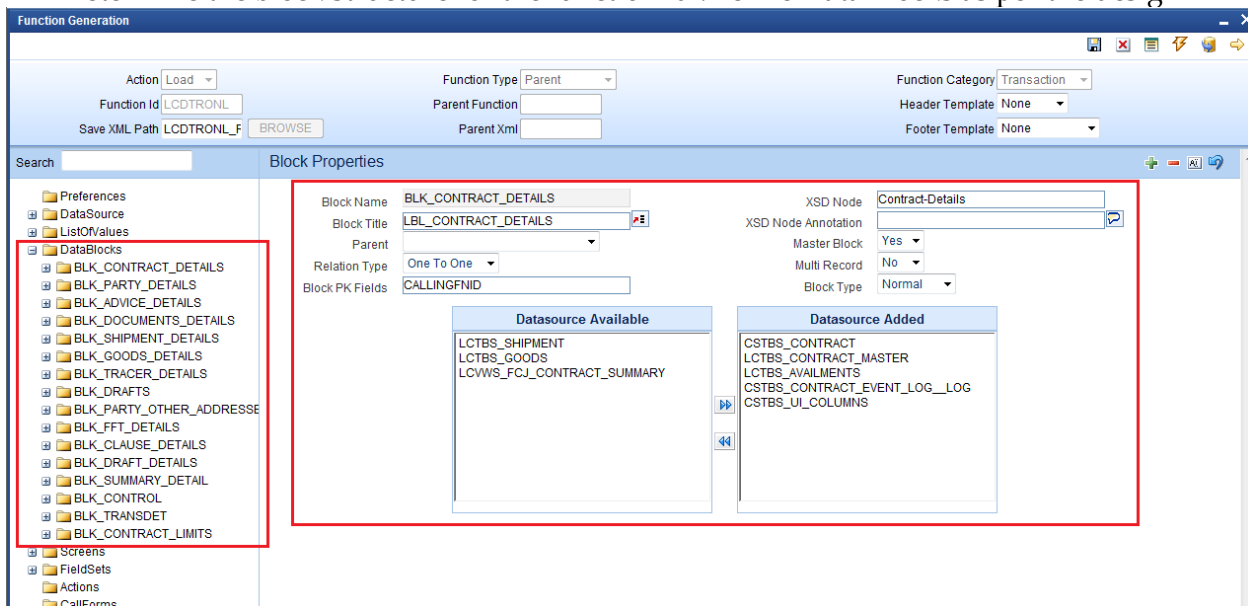 Function Generation
Action Load Function Type Parent Function Category Transaction
Function Id LCDTRONL Parent Function Header Template None
Save XML Path LCDTRONL_F BROWSE Parent Xml Footer Template None
Search Block Properties
Preferences
DataSource
ListOfValues
DataBlocks
BLK_CONTRACT_DETAILS
BLK_PARTY_DETAILS
BLK_ADVICE_DETAILS
BLK_DOCUMENTS_DETAILS
BLK_SHIPMENT_DETAILS
BLK_GOODS_DETAILS
BLK_TRACER_DETAILS
BLK_DRAFTS
BLK_PARTY_OTHER_ADDRESSE
BLK_FFT_DETAILS
BLK_CLAUSE_DETAILS
BLK_DRAFT_DETAILS
BLK_SUMMARY_DETAIL
BLK_CONTROL
BLK_TRANSDET
BLK_CONTRACT_LIMITS
Screens
FieldSets
Actions
CallForms
Block Name BLK_CONTRACT_DETAILS XSD Node Contract-Details
Block Title LBL_CONTRACT_DETAILS XSD Node Annotation
Parent Master Block Yes
Relation Type One To One Multi Record No
Block PK Fields CALLINGFNID Block Type Normal
Datasource Available
LCTBS_SHIPMENT
LCTBS_GOODS
LCVWS_FCJ_CONTRACT_SUMMARY
Datasource Added
CSTBS_CONTRACT
LCTBS_CONTRACT_MASTER
LCTBS_AVAILMENTS
CSTBS_CONTRACT_EVENT_LOG__LOG
CSTBS_UI_COLUMNS